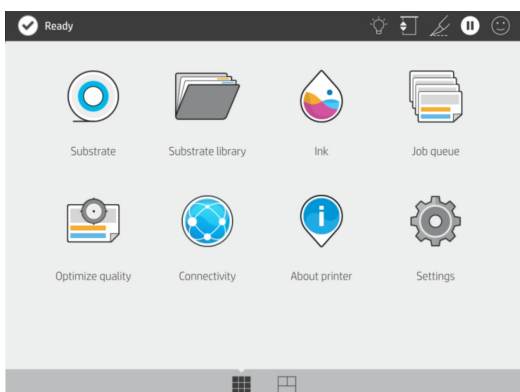 Ready
Substrate
Substrate library
Ink
Job queue
Optimize quality
Connectivity
About printer
Settings